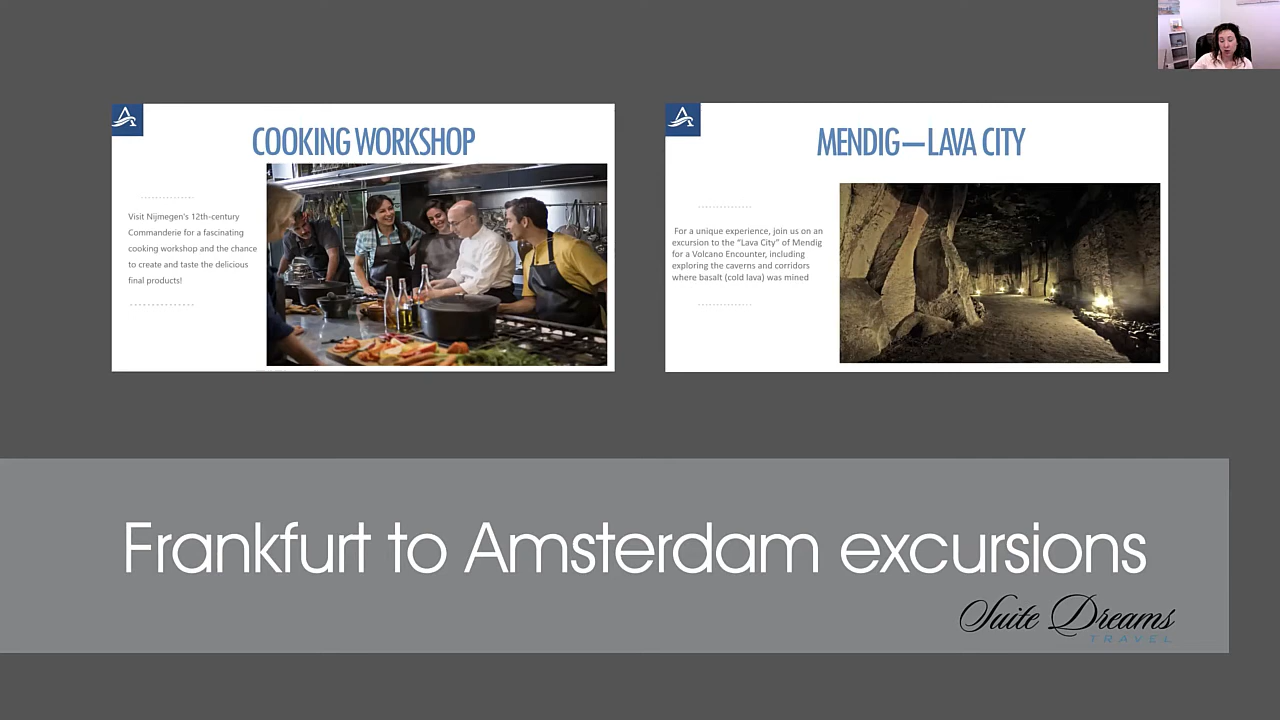 COOKING WORKSHOP
Visit Nijmegen's 12th-century
Commanderie for a fascinating
cooking workshop and the chance
to create and taste the delicious
final products!
MENDIG—LAVA CITY
For a unique experience, join us on an
excursion to the “Lava City” of Mendig
for a Volcano Encounter, including
exploring the caverns and corridors
where basalt (cold lava) was mined
Frankfurt to Amsterdam excursions
Suite Dreams
TRAVEL